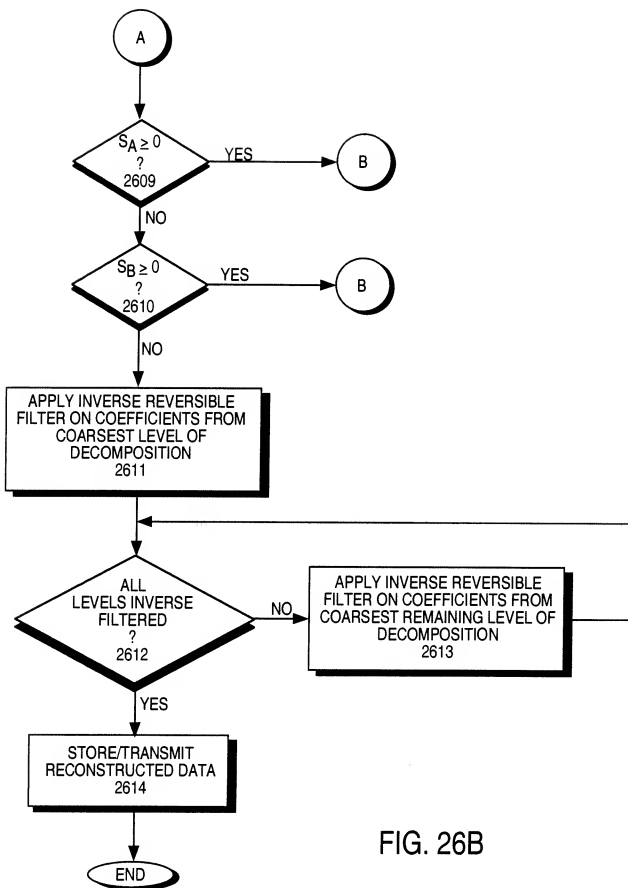 A
SA ≥ 0
?
2609
YES
B
NO
SB ≥ 0
?
2610
YES
B
NO
APPLY INVERSE REVERSIBLE
FILTER ON COEFFICIENTS FROM
COARSEST LEVEL OF
DECOMPOSITION
2611
ALL
LEVELS INVERSE
FILTERED
?
2612
NO
APPLY INVERSE REVERSIBLE
FILTER ON COEFFICIENTS FROM
COARSEST REMAINING LEVEL OF
DECOMPOSITION
2613
YES
STORE/TRANSMIT
RECONSTRUCTED DATA
2614
END
FIG. 26B